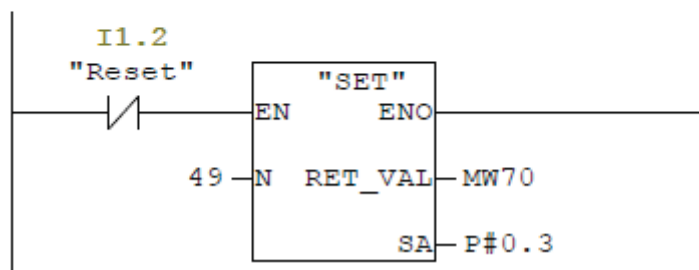 I1.2
"Reset"
"SET"
EN ENO
49 N RET_VAL MW70
SA P#0.3